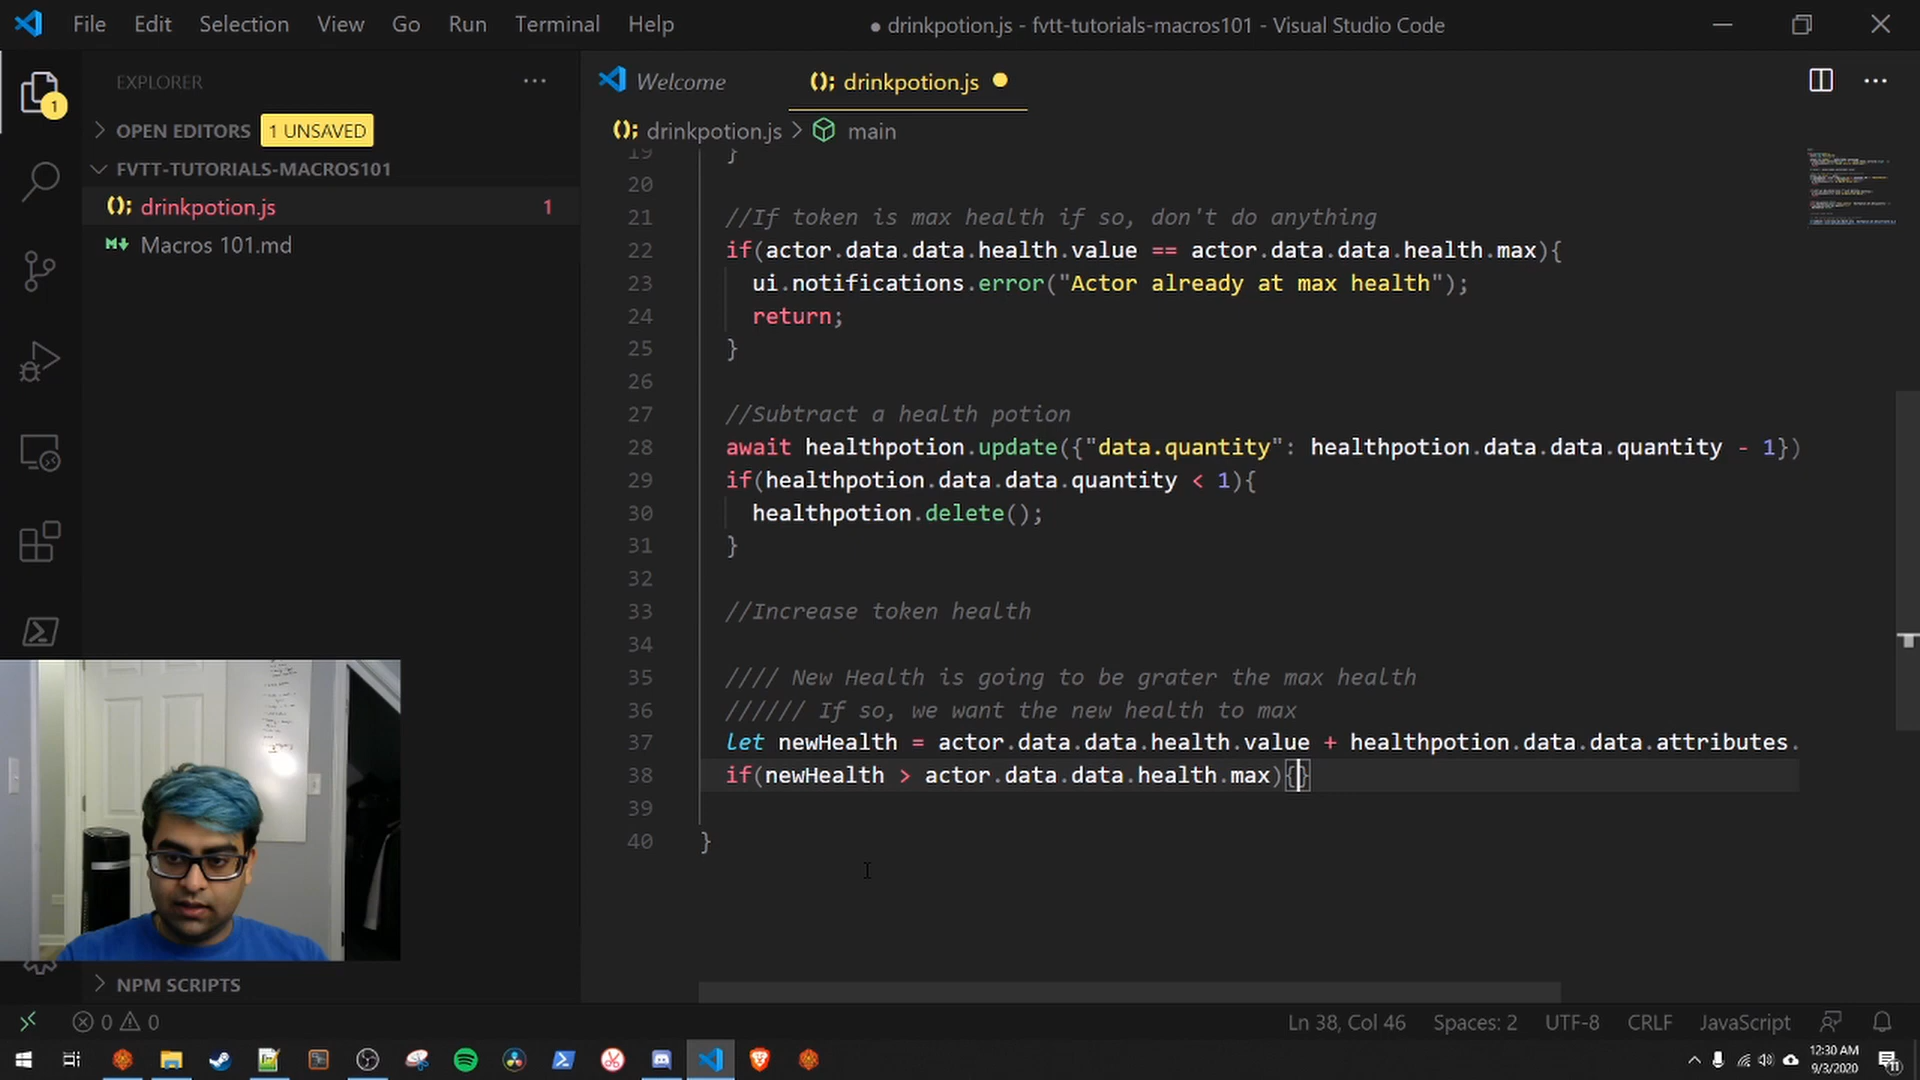 File Edit Selection View Go Run Terminal Help
● drinkpotion.js - fvtt-tutorials-macros101 - Visual Studio Code
EXPLORER
Welcome
drinkpotion.js
1
OPEN EDITORS 1 UNSAVED
drinkpotion.js > main
FVTT-TUTORIALS-MACROS101
drinkpotion.js 1
Macros 101.md
19 }
20
21 //If token is max health if so, don't do anything
22 if(actor.data.data.health.value == actor.data.data.health.max){
23 ui.notifications.error("Actor already at max health");
24 return;
25 }
26
27 //Subtract a health potion
28 await healthpotion.update({"data.quantity": healthpotion.data.data.quantity - 1})
29 if(healthpotion.data.data.quantity < 1){
30 healthpotion.delete();
31 }
32
33 //Increase token health
34
35 //// New Health is going to be grater the max health
36 ////// If so, we want the new health to max
37 let newHealth = actor.data.data.health.value + healthpotion.data.data.attributes.
38 if(newHealth > actor.data.data.health.max){}
39
40 }
NPM SCRIPTS
0 0
Ln 38, Col 46 Spaces: 2 UTF-8 CRLF JavaScript
12:30 AM
9/3/2020
11